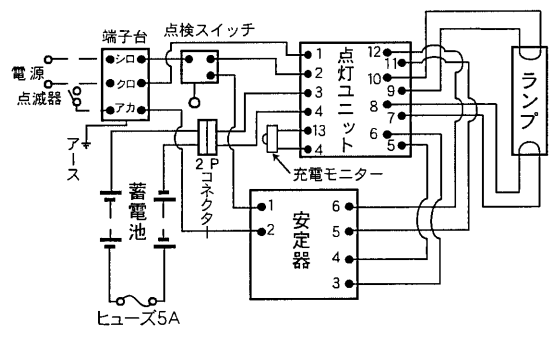 端子台
点検スイッチ
電源
点滅器
シロ
クロ
アカ
アース
1
2
3
4
13
4
点灯ユニット
12
11
10
9
8
7
6
5
ランプ
充電モニター
2Pコネクター
蓄電池
ヒューズ5A
1
2
安定器
6
5
4
3